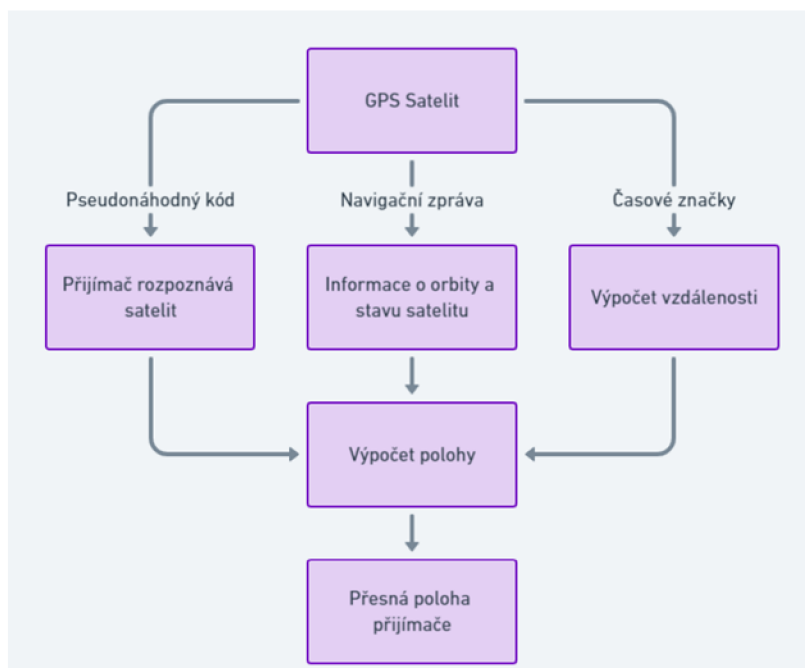 GPS Satelit
Pseudonáhodný kód
Navigační zpráva
Časové značky
Přijímač rozpoznává
satelit
Informace o orbity a
stavu satelitu
Výpočet vzdálenosti
Výpočet polohy
Přesná poloha
přijímače